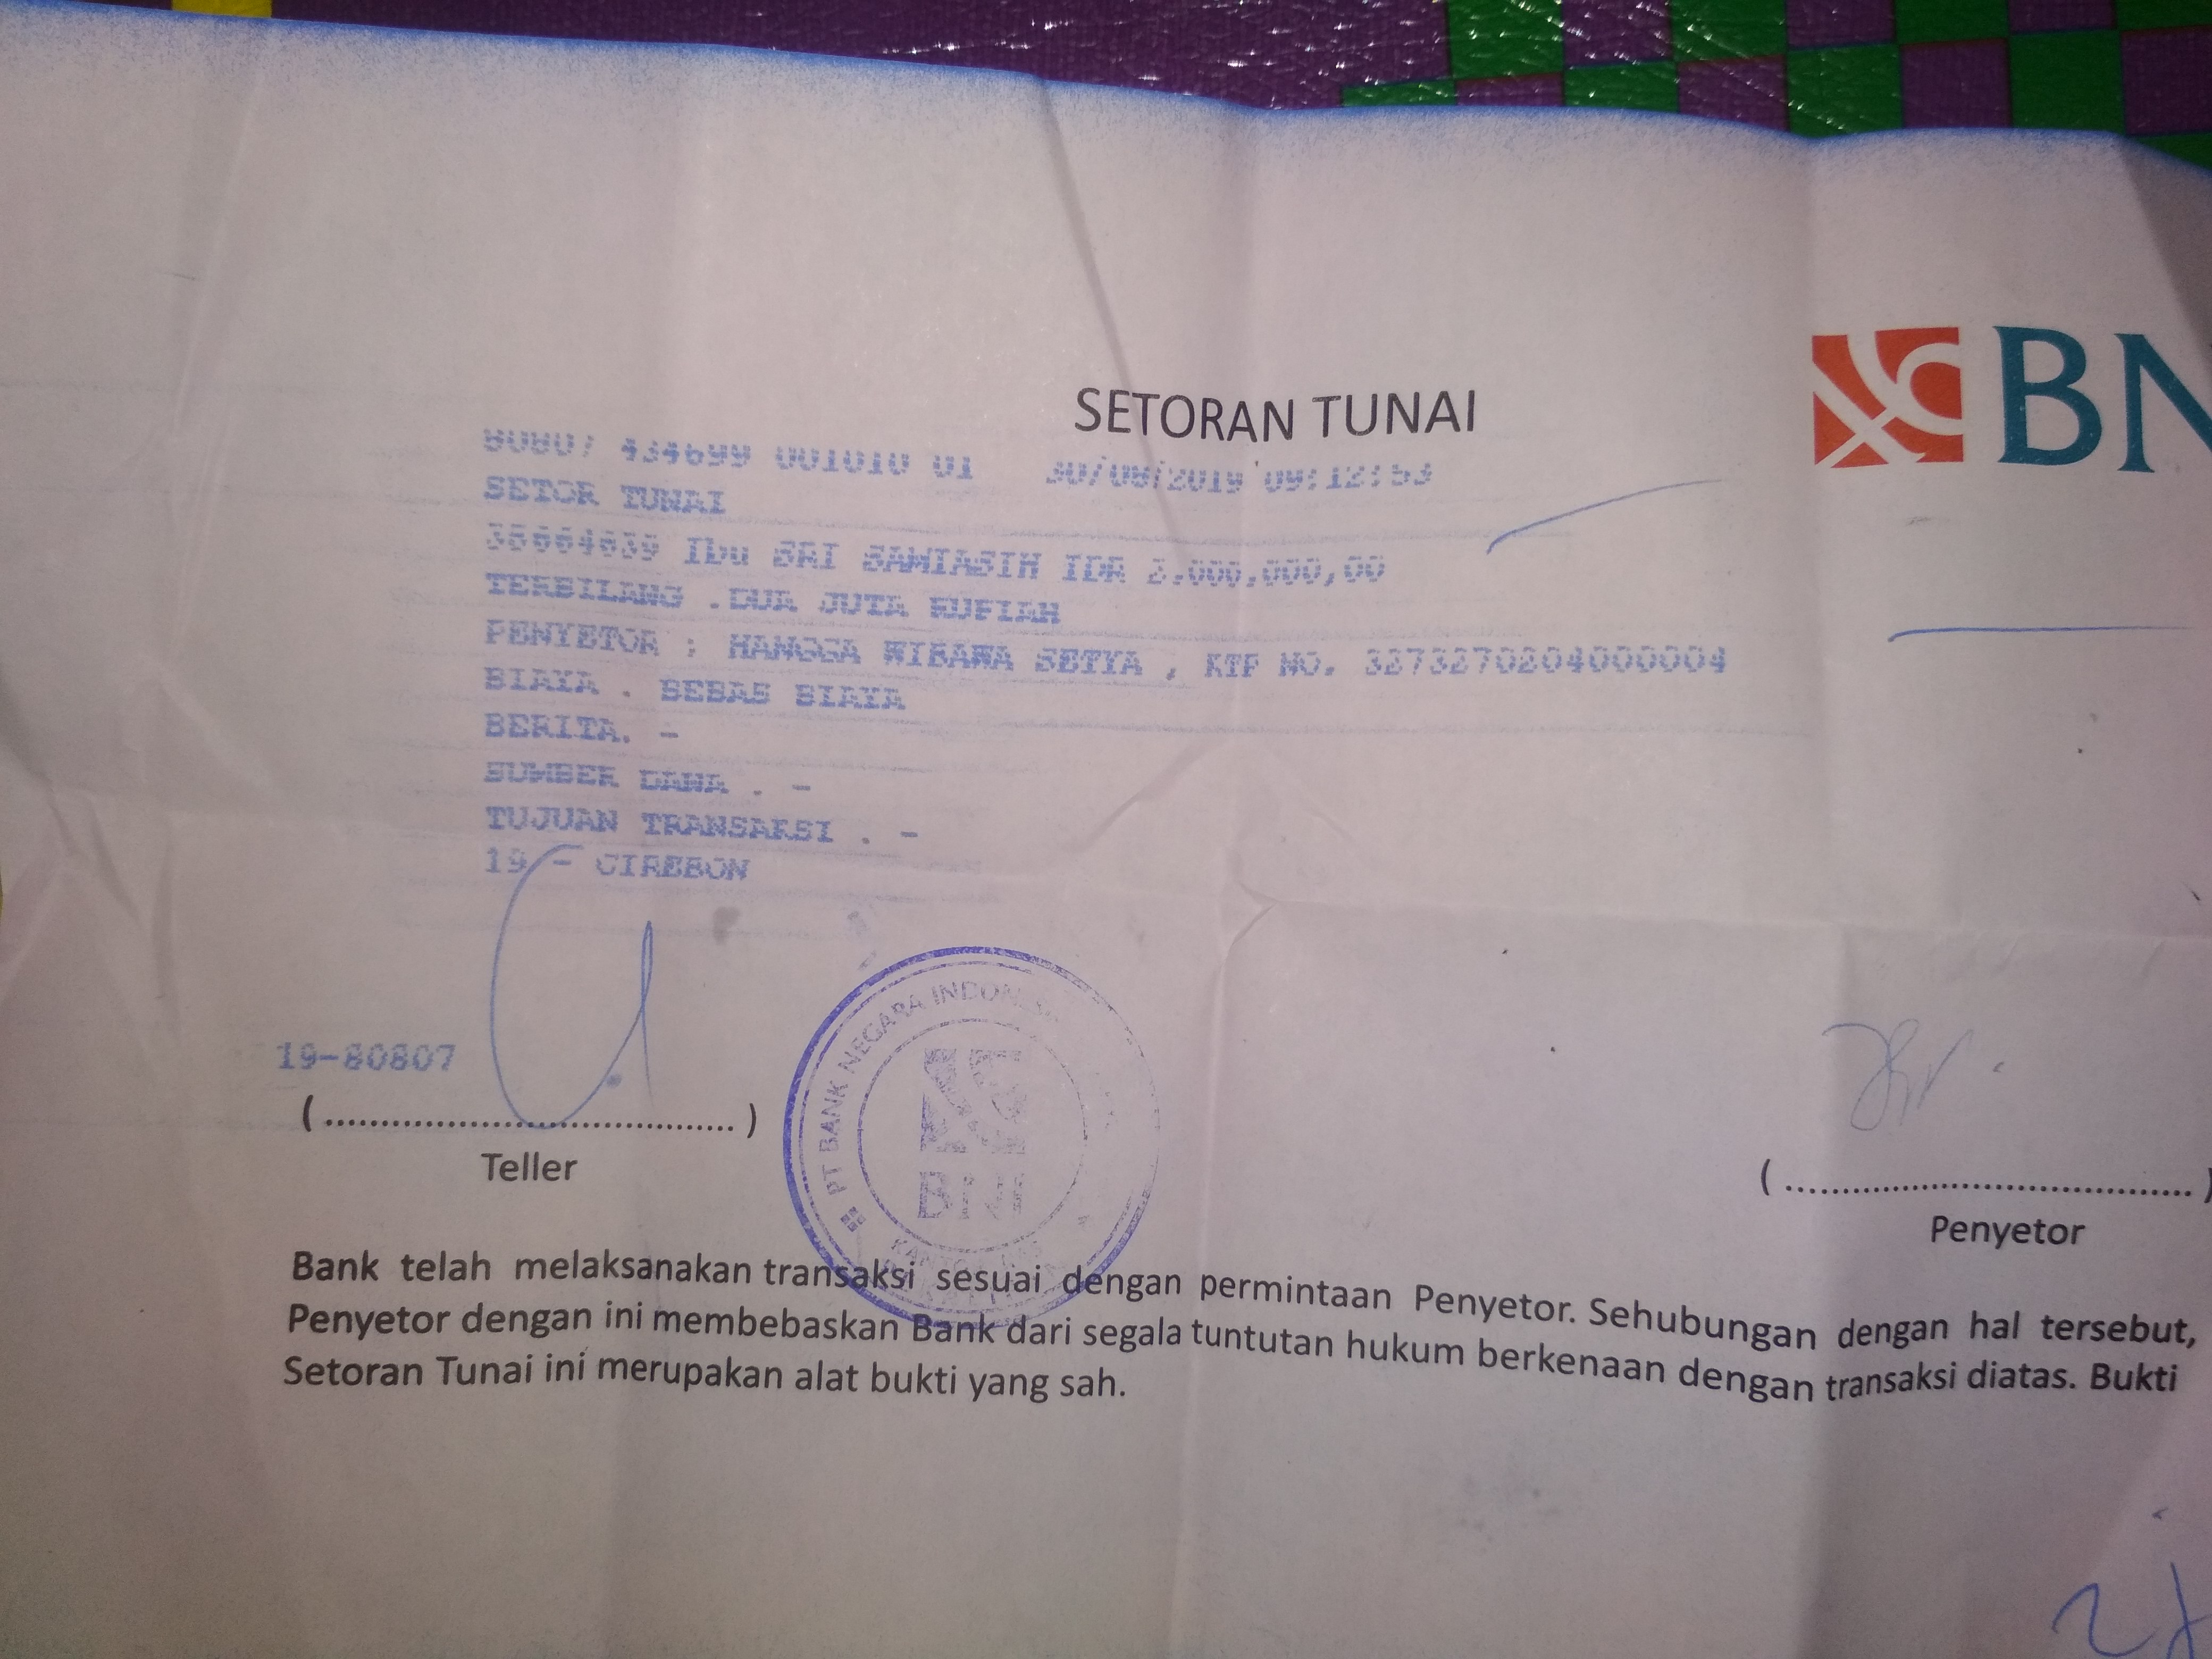 SETORAN TUNAI
BN
80807 434699 001010 01 30/08/2019 09:12:53
SETOR TUNAI
Ibu SRI SAMIASIH IDR 2.000.000,00
TERBILANG .DUA JUTA RUPIAH
PENYETOR : HANGGA WIBAWA SETYA , KTP NO. 3273270204000004
BIAYA . BEBAS BIAYA
BERITA. -
SUMBER DANA . -
TUJUAN TRANSAKSI . -
19 - CIREBON
19-80807
(....................................)
Teller
PT BANK NEGARA INDONESIA
BNI
(....................................)
Penyetor
Bank telah melaksanakan transaksi sesuai dengan permintaan Penyetor. Sehubungan dengan hal tersebut,
Penyetor dengan ini membebaskan Bank dari segala tuntutan hukum berkenaan dengan transaksi diatas. Bukti
Setoran Tunai ini merupakan alat bukti yang sah.